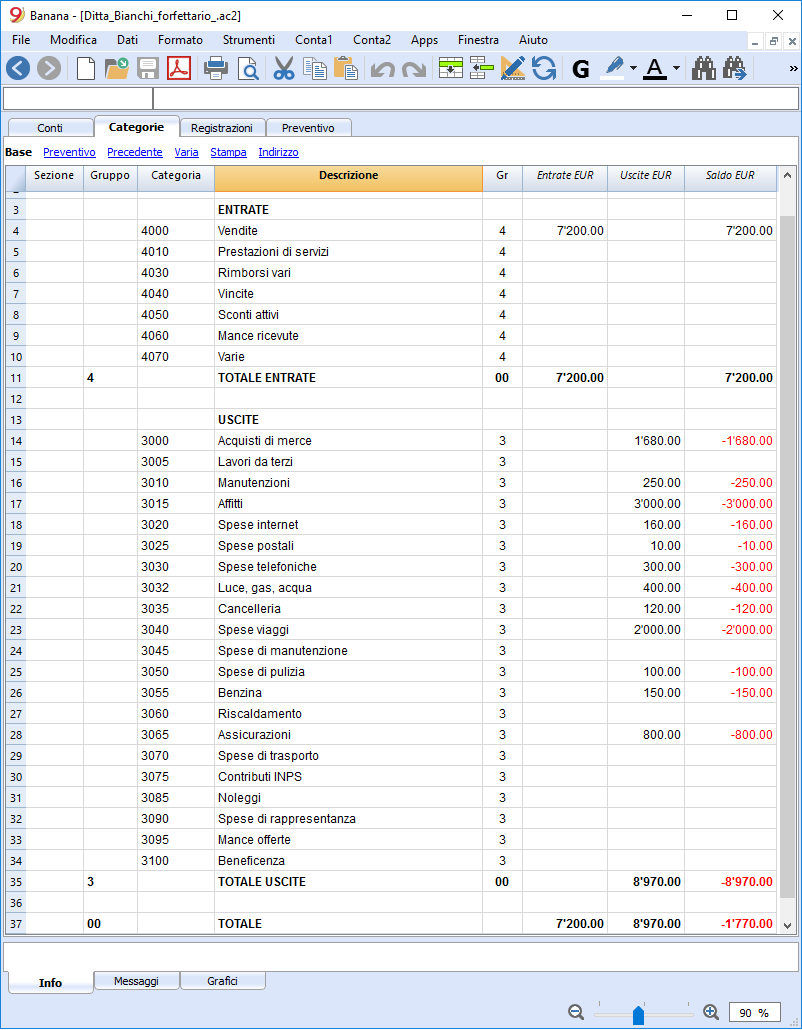 Banana - [Ditta_Bianchi_forfettario_.ac2]
File Modifica Dati Formato Strumenti Conta1 Conta2 Apps Finestra Aiuto
G A »
Conti Categorie Registrazioni Preventivo
Base Preventivo Precedente Varia Stampa Indirizzo
Sezione Gruppo Categoria Descrizione Gr Entrate EUR Uscite EUR Saldo EUR
3 ENTRATE
4 4000 Vendite 4 7'200.00 7'200.00
5 4010 Prestazioni di servizi 4
6 4030 Rimborsi vari 4
7 4040 Vincite 4
8 4050 Sconti attivi 4
9 4060 Mance ricevute 4
10 4070 Varie 4
11 4 TOTALE ENTRATE 00 7'200.00 7'200.00
12
13 USCITE
14 3000 Acquisti di merce 3 1'680.00 -1'680.00
15 3005 Lavori da terzi 3
16 3010 Manutenzioni 3 250.00 -250.00
17 3015 Affitti 3 3'000.00 -3'000.00
18 3020 Spese internet 3 160.00 -160.00
19 3025 Spese postali 3 10.00 -10.00
20 3030 Spese telefoniche 3 300.00 -300.00
21 3032 Luce, gas, acqua 3 400.00 -400.00
22 3035 Cancelleria 3 120.00 -120.00
23 3040 Spese viaggi 3 2'000.00 -2'000.00
24 3045 Spese di manutenzione 3
25 3050 Spese di pulizia 3 100.00 -100.00
26 3055 Benzina 3 150.00 -150.00
27 3060 Riscaldamento 3
28 3065 Assicurazioni 3 800.00 -800.00
29 3070 Spese di trasporto 3
30 3075 Contributi INPS 3
31 3085 Noleggi 3
32 3090 Spese di rappresentanza 3
33 3095 Mance offerte 3
34 3100 Beneficenza 3
35 3 TOTALE USCITE 00 8'970.00 -8'970.00
36
37 00 TOTALE 7'200.00 8'970.00 -1'770.00
Info Messaggi Grafici
90 %